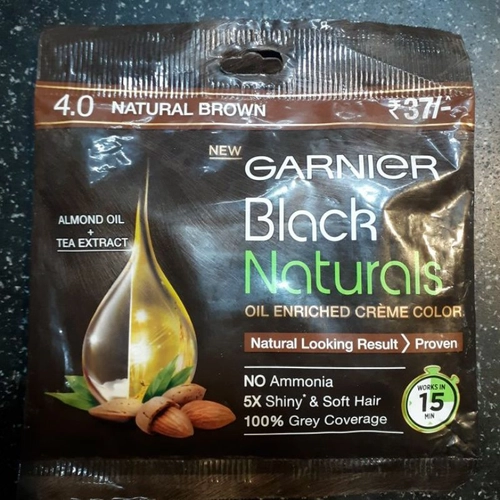 4.0 NATURAL BROWN ₹37/-
NEW GARNIER
Black
Naturals
ALMOND OIL
+
TEA EXTRACT
OIL ENRICHED CRÈME COLOR
Natural Looking Result > Proven
NO Ammonia
5X Shiny* & Soft Hair
100% Grey Coverage
WORKS IN
15
MIN